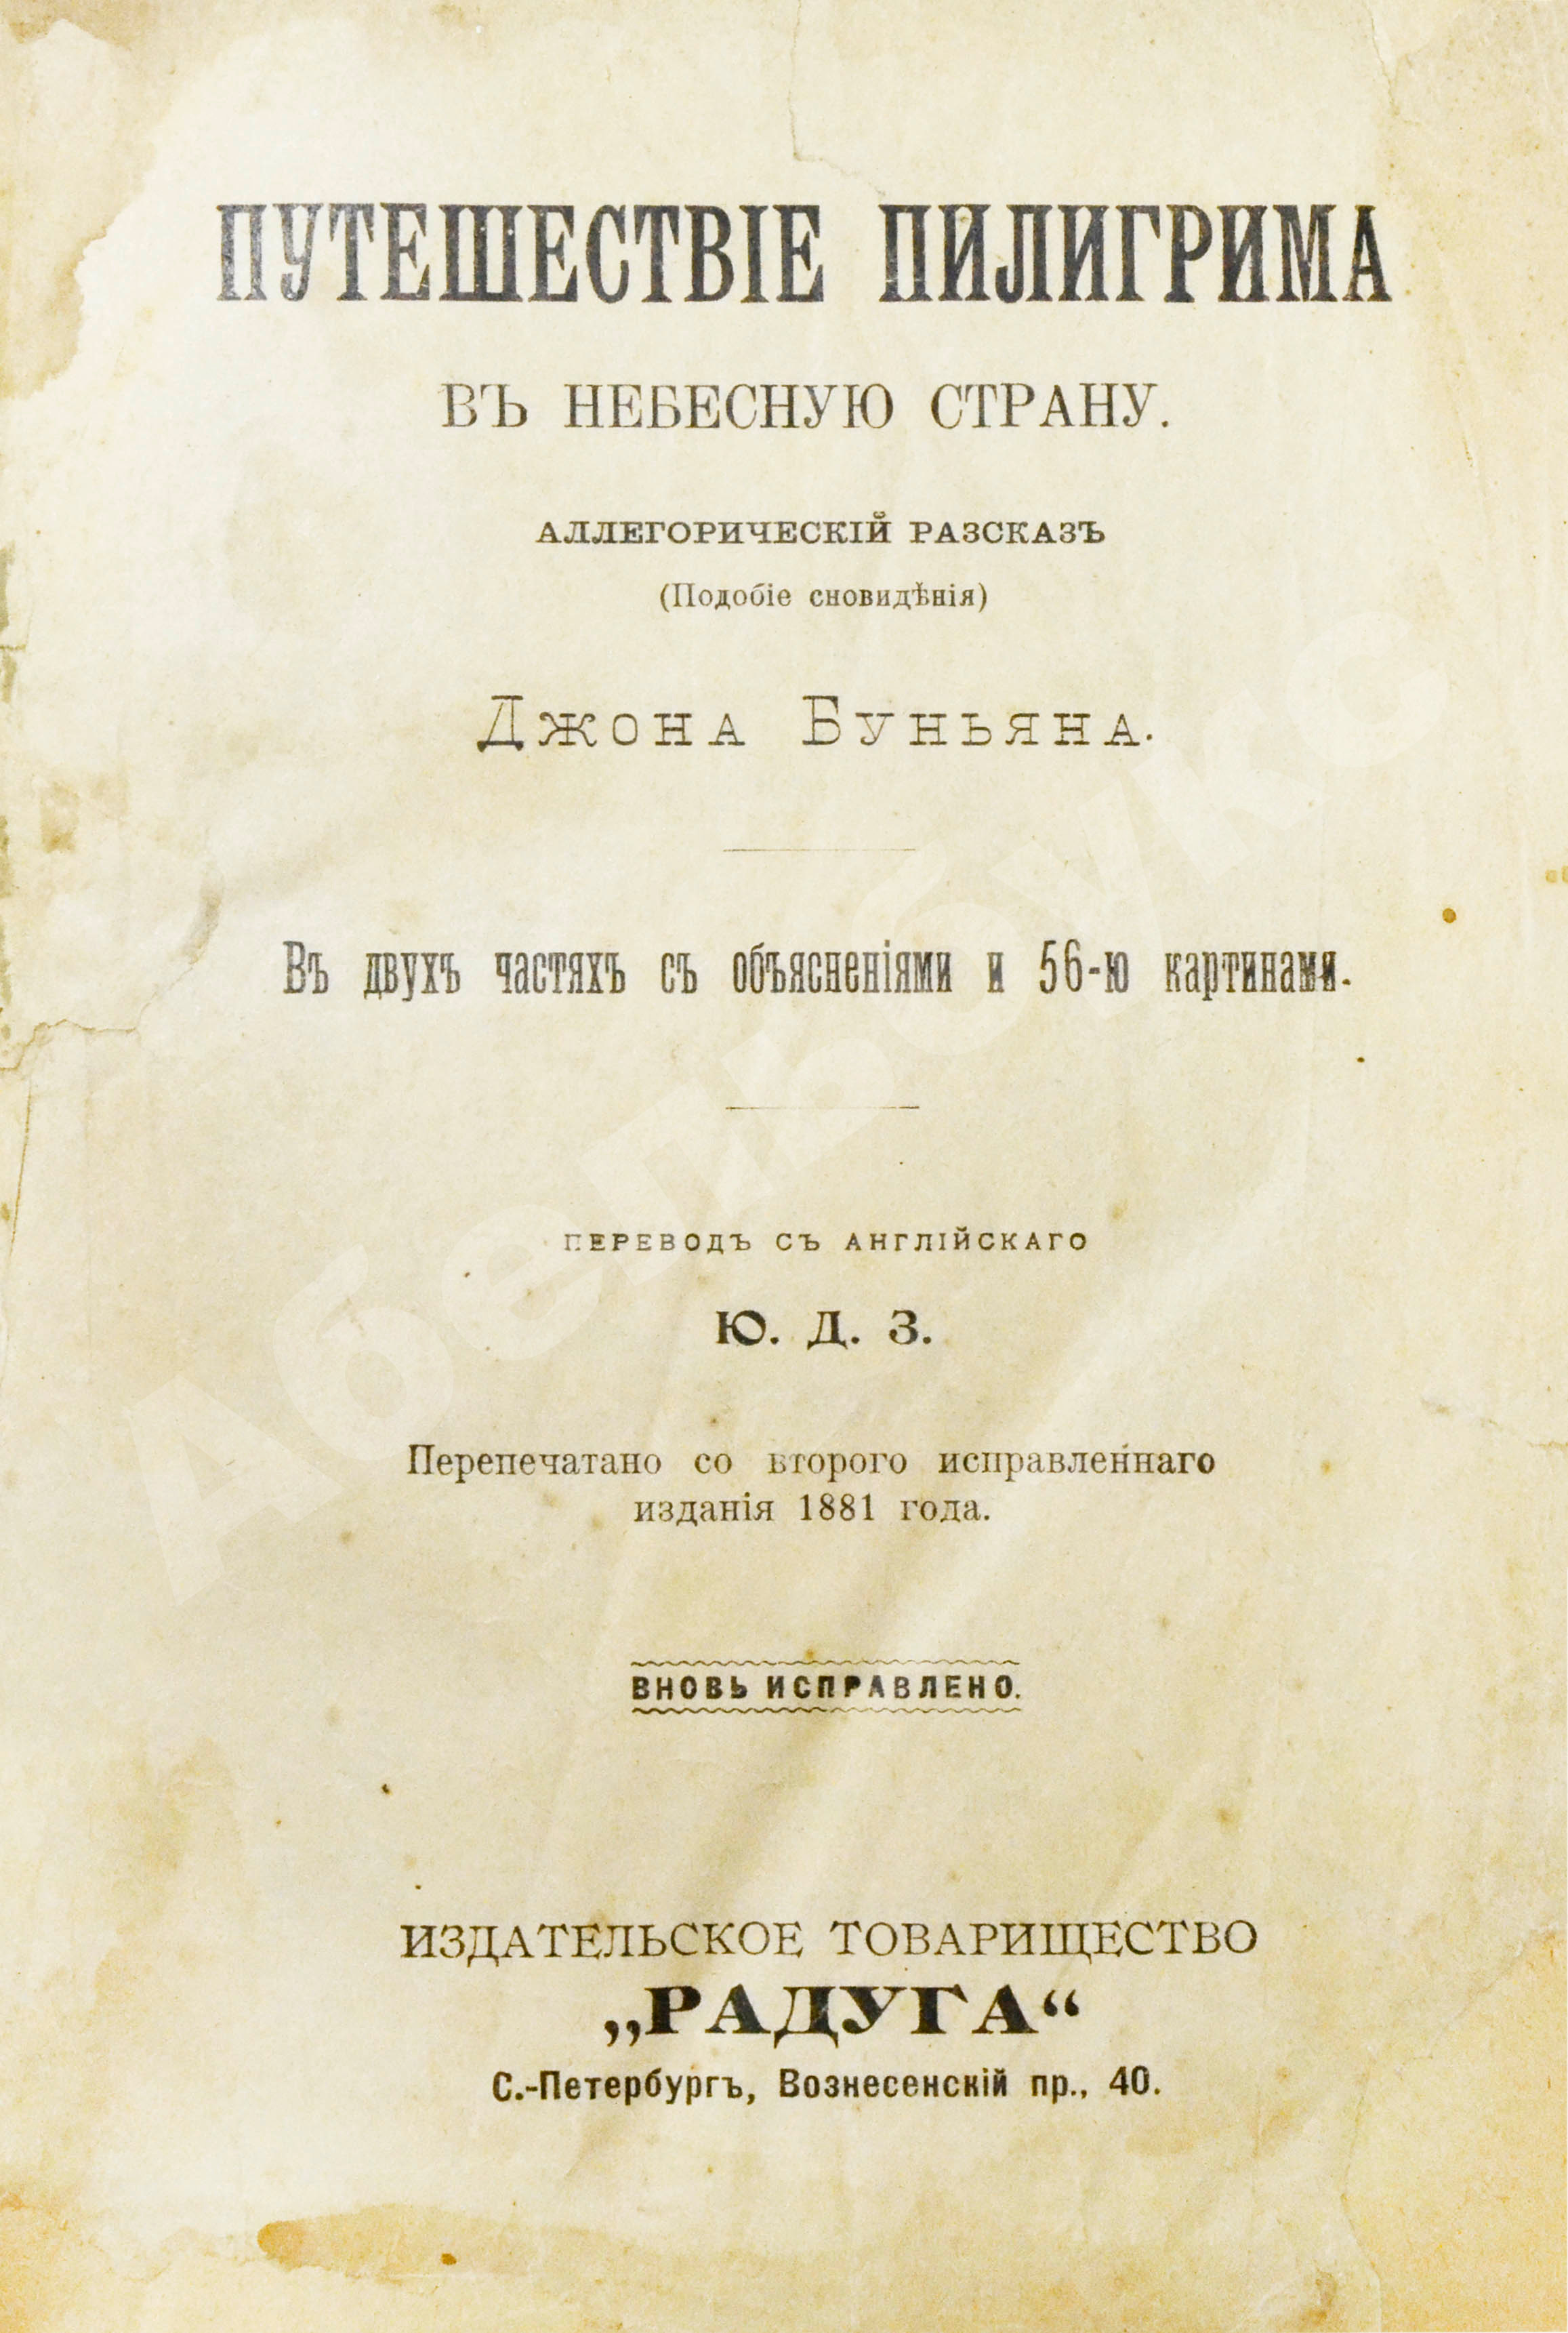 ПУТЕШЕСТВІЕ ПИЛИГРИМА
ВЪ НЕБЕСНУЮ СТРАНУ.
АЛЛЕГОРИЧЕСКІЙ РАЗСКАЗЪ
(Подобіе сновидѣнія)
Джона Буньяна.
Въ двухъ частяхъ съ объясненіями и 56-ю картинами.
ПЕРЕВОДЪ СЪ АНГЛІЙСКАГО
Ю. Д. З.
Перепечатано со второго исправленнаго
изданія 1881 года.
ВНОВЬ ИСПРАВЛЕНО.
ИЗДАТЕЛЬСКОЕ ТОВАРИЩЕСТВО
„РАДУГА“
С.-Петербургъ, Вознесенскій пр., 40.